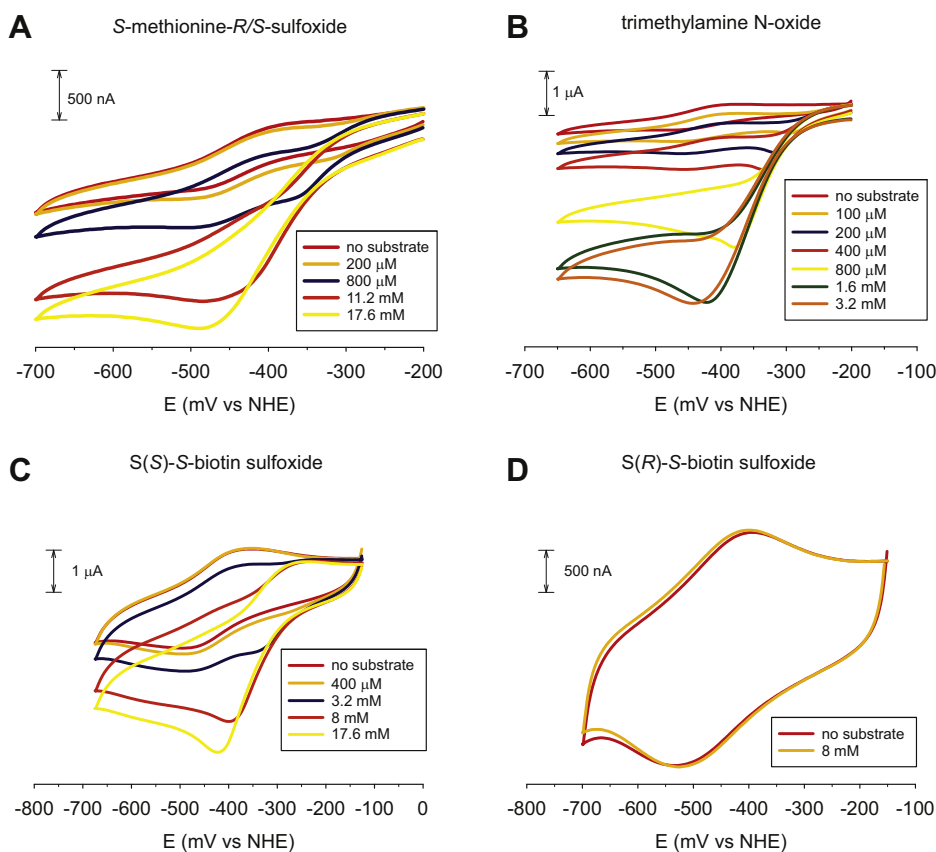 A
S-methionine-R/S-sulfoxide
500 nA
no substrate
200 μM
800 μM
11.2 mM
17.6 mM
-700 -600 -500 -400 -300 -200
E (mV vs NHE)
B
trimethylamine N-oxide
1 μA
no substrate
100 μM
200 μM
400 μM
800 μM
1.6 mM
3.2 mM
-650 -600 -500 -400 -300 -200 -100
E (mV vs NHE)
C
S(S)-S-biotin sulfoxide
1 μA
no substrate
400 μM
3.2 mM
8 mM
17.6 mM
-800 -700 -600 -500 -400 -300 -200 -100 0
E (mV vs NHE)
D
S(R)-S-biotin sulfoxide
500 nA
no substrate
8 mM
-800 -700 -600 -500 -400 -300 -200 -100
E (mV vs NHE)